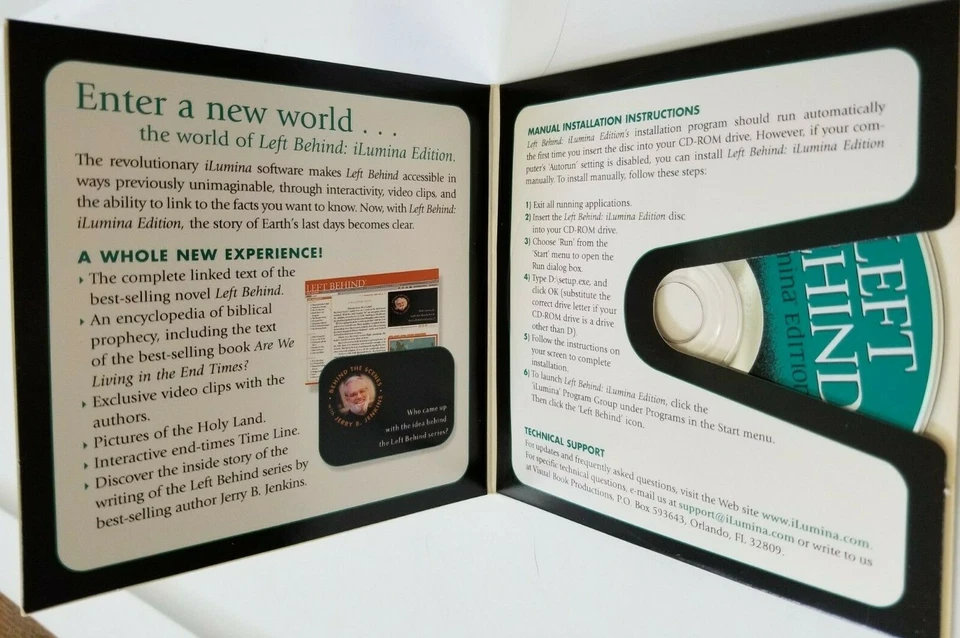 Enter a new world . . .
the world of Left Behind: iLumina Edition.
The revolutionary iLumina software makes Left Behind accessible in
ways previously unimaginable, through interactivity, video clips, and
the ability to link to the facts you want to know. Now, with Left Behind:
iLumina Edition, the story of Earth's last days becomes clear.
A WHOLE NEW EXPERIENCE!
The complete linked text of the
best-selling novel Left Behind.
An encyclopedia of biblical
prophecy, including the text
of the best-selling book Are We
Living in the End Times?
Exclusive video clips with the
authors.
Pictures of the Holy Land.
Interactive end-times Time Line.
Discover the inside story of the
writing of the Left Behind series by
best-selling author Jerry B. Jenkins.
LEFT BEHIND
BEHIND THE SCENES
WITH JERRY B. JENKINS
Who came up
with the idea behind
the Left Behind series?
MANUAL INSTALLATION INSTRUCTIONS
Left Behind: iLumina Edition's installation program should run automatically
the first time you insert the disc into your CD-ROM drive. However, if your com-
puter's 'Autorun' setting is disabled, you can install Left Behind: iLumina Edition
manually. To install manually, follow these steps:
1) Exit all running applications.
2) Insert the Left Behind: iLumina Edition disc
into your CD-ROM drive.
3) Choose 'Run' from the
'Start' menu to open the
Run dialog box.
4) Type D:\setup.exe, and
click OK (substitute the
correct drive letter if your
CD-ROM drive is a drive
other than D).
5) Follow the instructions on
your screen to complete
installation.
6) To launch Left Behind: iLumina Edition, click the
'iLumina' Program Group under Programs in the Start menu.
Then click the 'Left Behind' icon.
TECHNICAL SUPPORT
For updates and frequently asked questions, visit the Web site www.iLumina.com.
For specific technical questions, e-mail us at support@iLumina.com or write to us
at Visual Book Productions, P.O. Box 593643, Orlando, FL 32809.
LEFT
EHIND
mina EDITION